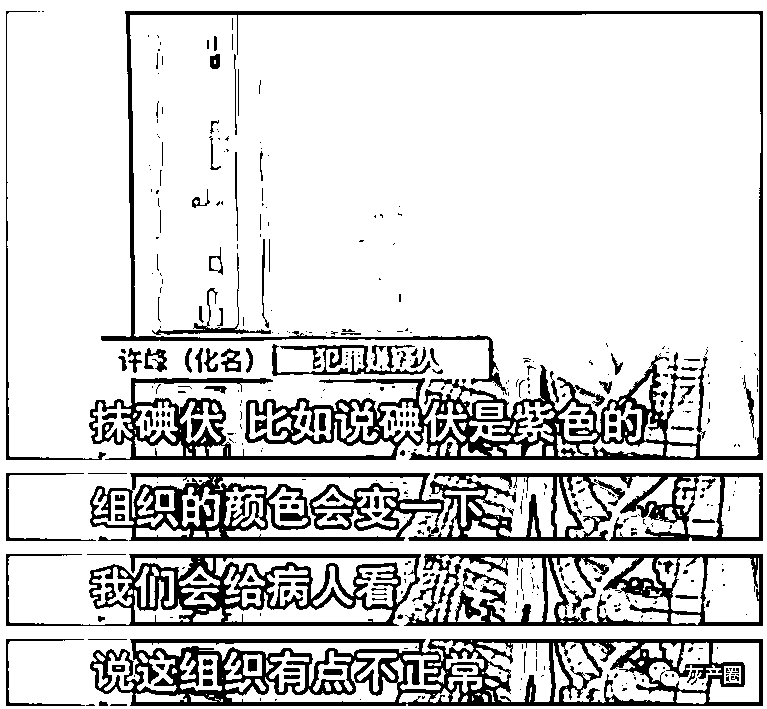 许峰（化名） 犯罪嫌疑人
抹碘伏 比如说碘伏是紫色的
组织的颜色会变一下
我们会给病人看
说这组织有点不正常
灰产圈